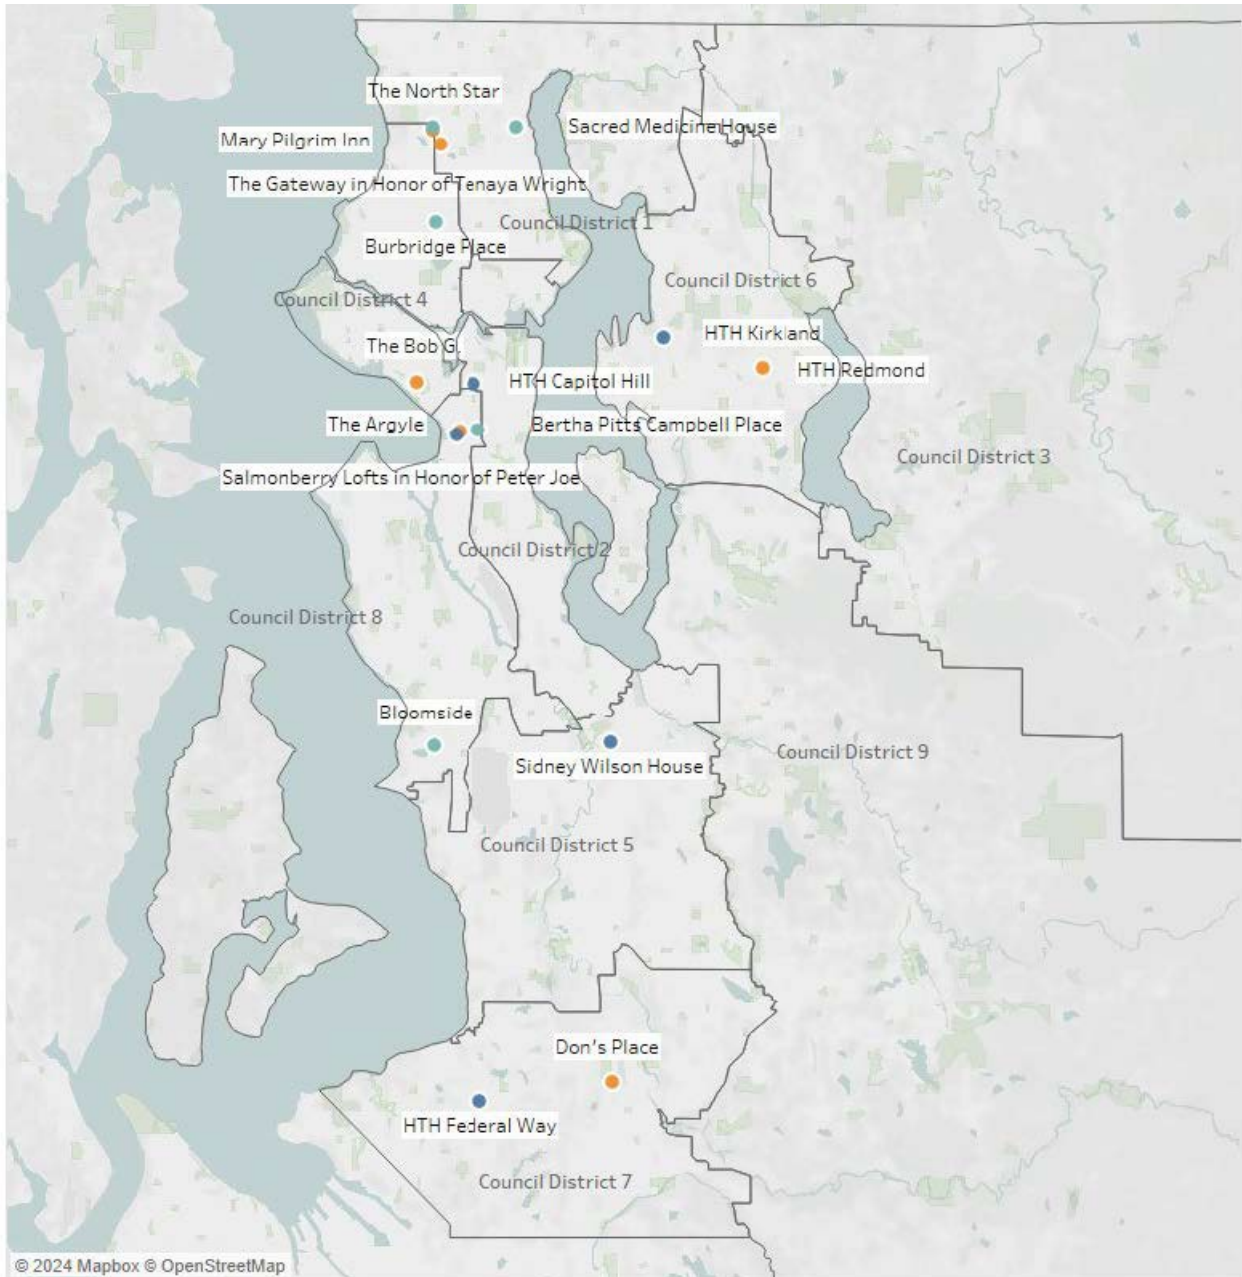 The North Star
Mary Pilgrim Inn
Sacred Medicine House
The Gateway in Honor of Tenaya Wright
Council District 1
Burbridge Place
Council District 6
Council District 4
HTH Kirkland
The Bob G.
HTH Redmond
HTH Capitol Hill
The Argyle
Bertha Pitts Campbell Place
Council District 3
Salmonberry Lofts in Honor of Peter Joe
Council District 2
Council District 8
Bloomside
Council District 9
Sidney Wilson House
Council District 5
Don's Place
HTH Federal Way
Council District 7
© 2024 Mapbox © OpenStreetMap